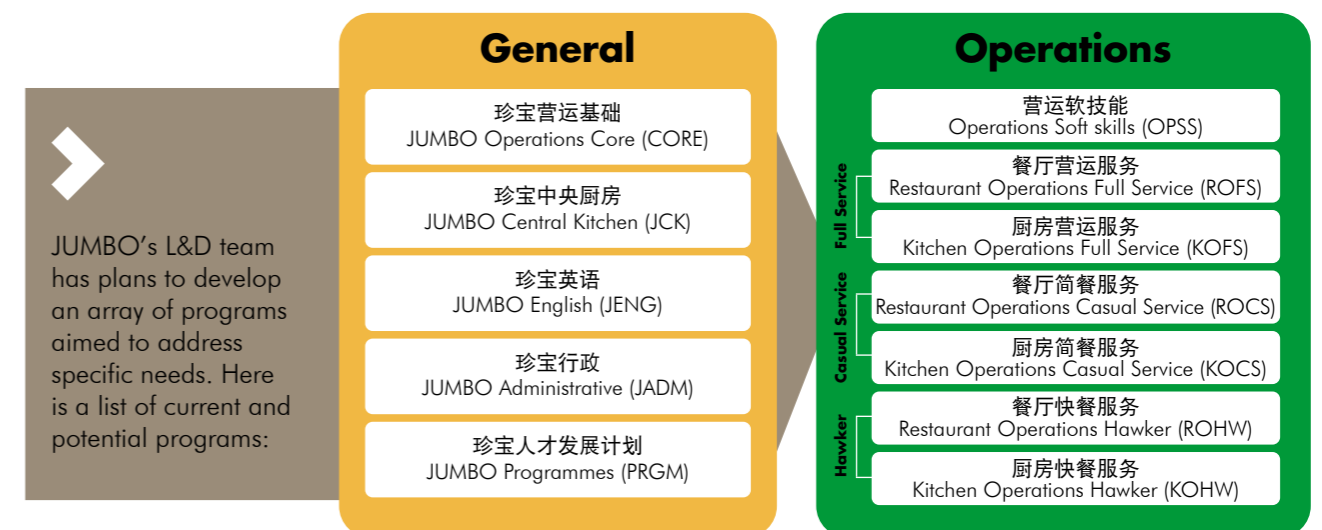 JUMBO’s L&D team
has plans to develop
an array of programs
aimed to address
specific needs. Here
is a list of current and
potential programs:
General
珍宝营运基础
JUMBO Operations Core (CORE)
珍宝中央厨房
JUMBO Central Kitchen (JCK)
珍宝英语
JUMBO English (JENG)
珍宝行政
JUMBO Administrative (JADM)
珍宝人才发展计划
JUMBO Programmes (PRGM)
Operations
营运软技能
Operations Soft skills (OPSS)
Full Service
餐厅营运服务
Restaurant Operations Full Service (ROFS)
厨房营运服务
Kitchen Operations Full Service (KOFS)
Casual Service
餐厅简餐服务
Restaurant Operations Casual Service (ROCS)
厨房简餐服务
Kitchen Operations Casual Service (KOCS)
Hawker
餐厅快餐服务
Restaurant Operations Hawker (ROHW)
厨房快餐服务
Kitchen Operations Hawker (KOHW)